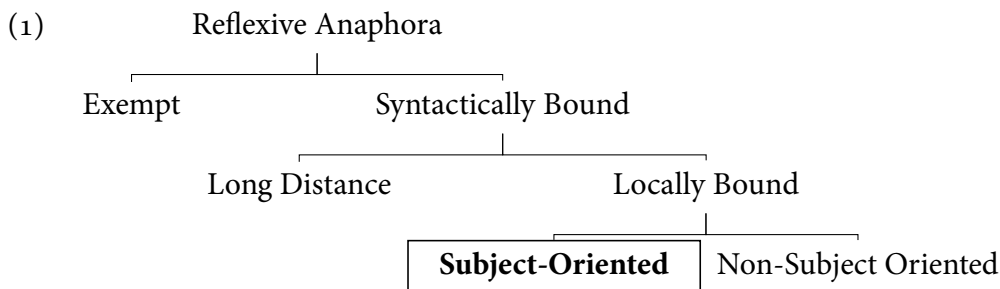 (1) Reflexive Anaphora
Exempt Syntactically Bound
Long Distance Locally Bound
Subject-Oriented Non-Subject Oriented